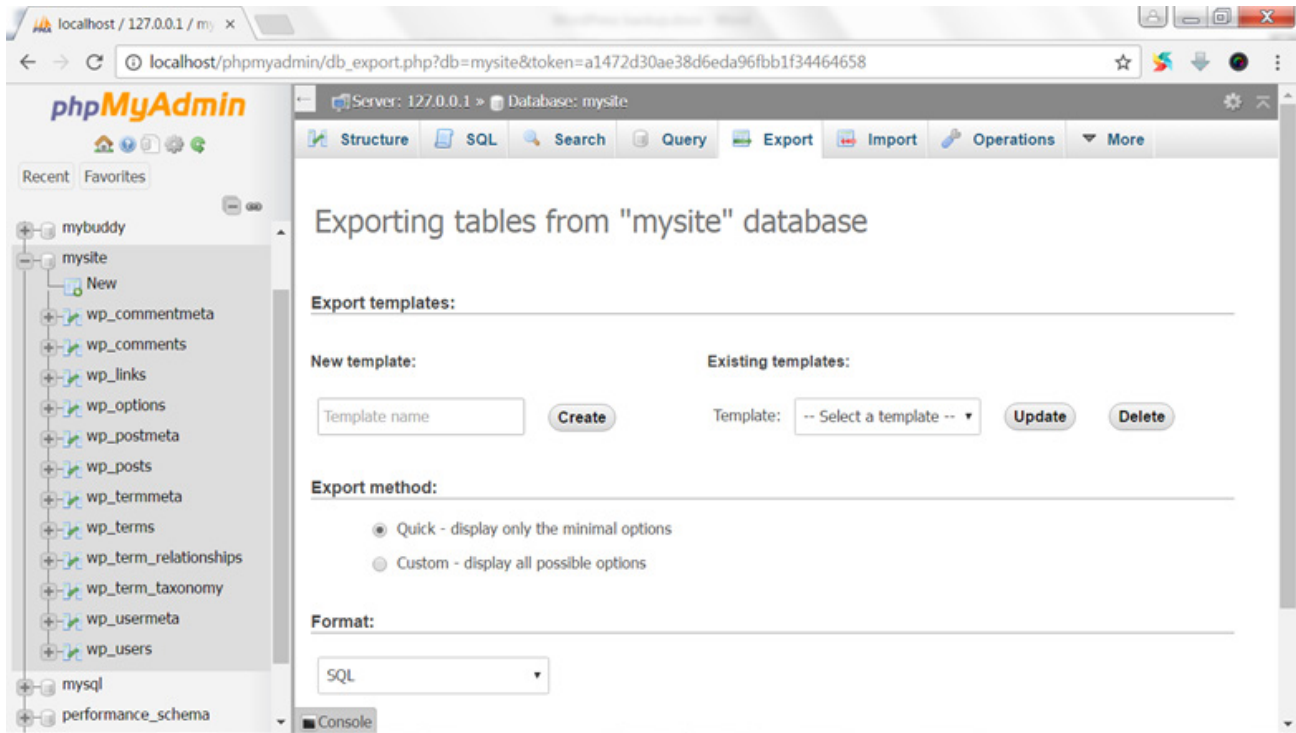 localhost / 127.0.0.1 / my
localhost/phpmyadmin/db_export.php?db=mysite&token=a1472d30ae38d6eda96fbb1f34464658
phpMyAdmin
Recent Favorites
mybuddy
mysite
New
wp_commentmeta
wp_comments
wp_links
wp_options
wp_postmeta
wp_posts
wp_termmeta
wp_terms
wp_term_relationships
wp_term_taxonomy
wp_usermeta
wp_users
mysql
performance_schema
Server: 127.0.0.1 » Database: mysite
Structure SQL Search Query Export Import Operations More
Exporting tables from "mysite" database
Export templates:
New template: Existing templates:
Template name Create Template: -- Select a template -- Update Delete
Export method:
Quick - display only the minimal options
Custom - display all possible options
Format:
SQL
Console